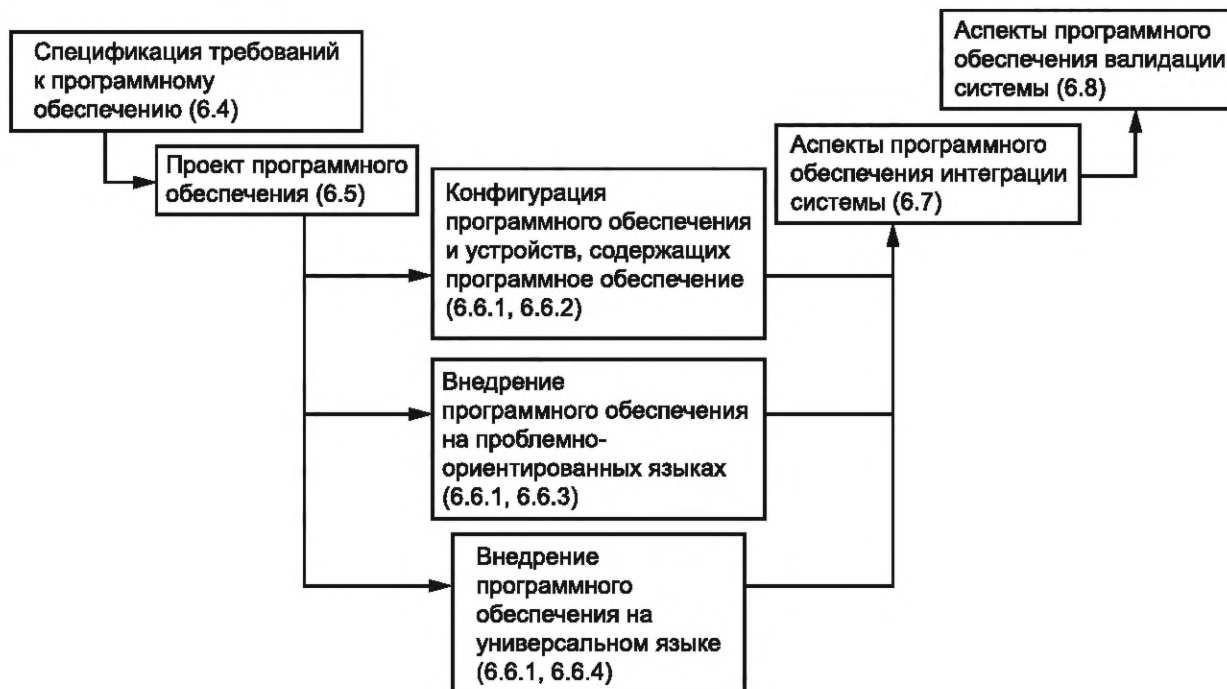 Спецификация требований
к программному
обеспечению (6.4)
Проект программного
обеспечения (6.5)
Конфигурация
программного обеспечения
и устройств, содержащих
программное обеспечение
(6.6.1, 6.6.2)
Внедрение
программного обеспечения
на проблемно-
ориентированных языках
(6.6.1, 6.6.3)
Внедрение
программного
обеспечения на
универсальном языке
(6.6.1, 6.6.4)
Аспекты программного
обеспечения интеграции
системы (6.7)
Аспекты программного
обеспечения валидации
системы (6.8)